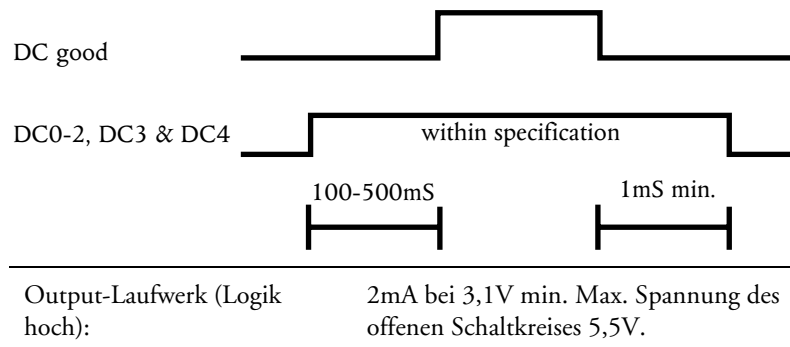 DC good
DC0-2, DC3 & DC4
within specification
100-500mS
1mS min.
Output-Laufwerk (Logik
hoch):
2mA bei 3,1V min. Max. Spannung des
offenen Schaltkreises 5,5V.